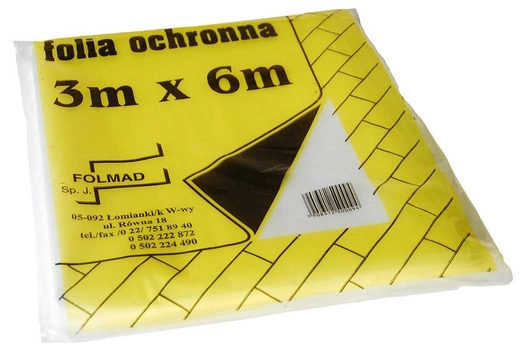 folia ochronna
3m x 6m
FOLMAD
Sp. J.
05-092 Łomianki/k W-wy
ul. Równa 18
tel./fax /0 22/ 751 89 40
0 502 222 872
0 502 224 490